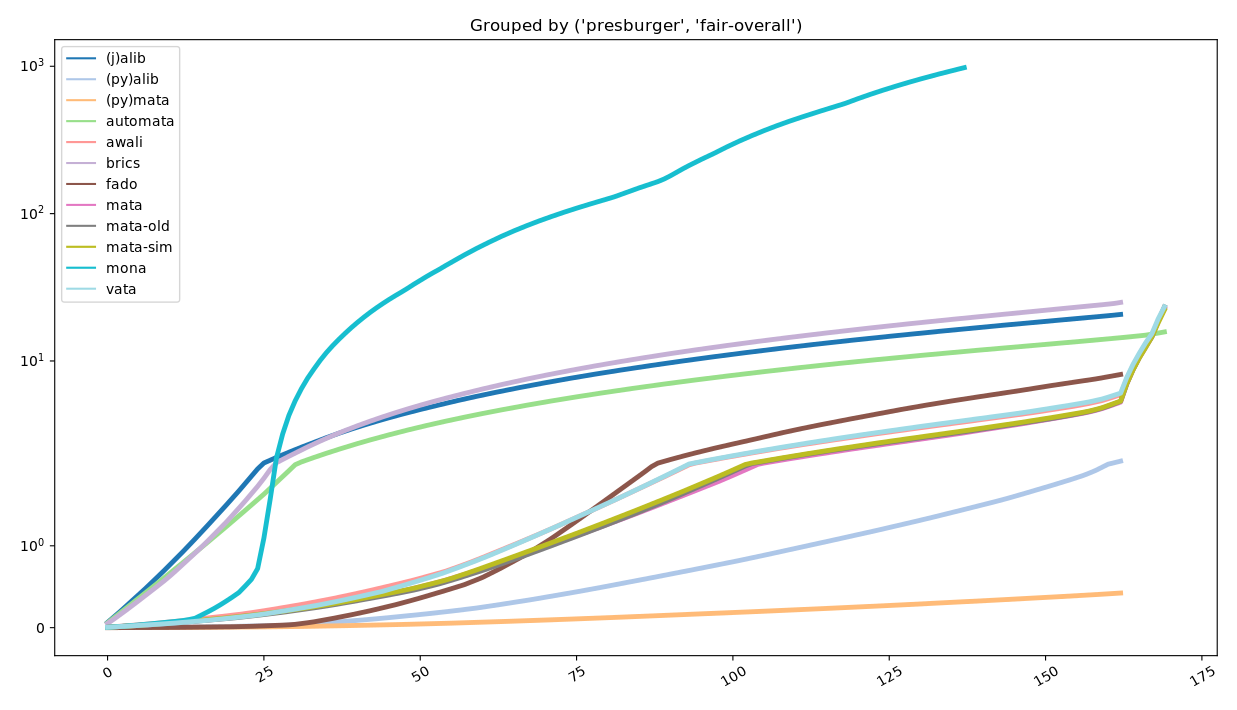 Grouped by ('presburger', 'fair-overall')
(j)alib
(py)alib
(py)mata
automata
awali
brics
fado
mata
mata-old
mata-sim
mona
vata
10³
10²
10¹
10⁰
0
0
25
50
75
100
125
150
175